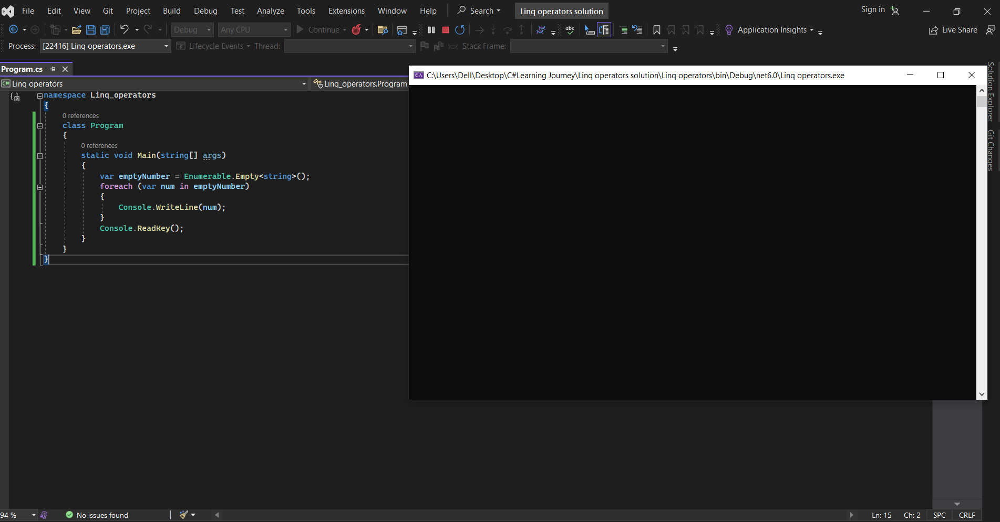 File Edit View Git Project Build Debug Test Analyze Tools Extensions Window Help Search Linq operators solution Sign in
Debug Any CPU Continue abc Application Insights Live Share
Process: [22416] Linq operators.exe Lifecycle Events Thread: Stack Frame:
Program.cs
C# Linq operators Linq_operators.Program
namespace Linq_operators
{
0 references
class Program
{
0 references
static void Main(string[] args)
{
var emptyNumber = Enumerable.Empty<string>();
foreach (var num in emptyNumber)
{
Console.WriteLine(num);
}
Console.ReadKey();
}
}
}
C:\Users\Dell\Desktop\C#Learning Journey\Linq operators solution\Linq operators\bin\Debug\net6.0\Linq operators.exe
Solution Explorer
Git Changes
94 % No issues found Ln: 15 Ch: 2 SPC CRLF